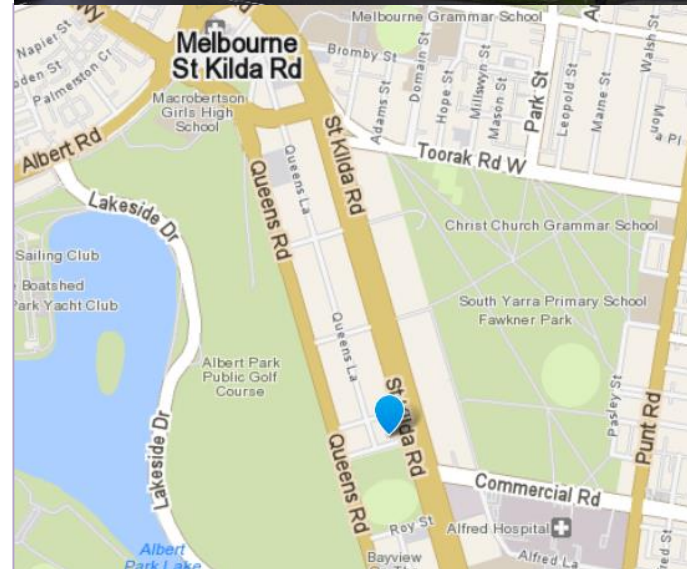 Melbourne Grammar School
Napier St
Palmerston Cr
Melbourne
St Kilda Rd
Bromby St
Domain St
Hope St
Millswyn St
Mason St
Park St
Leopold St
Marne St
Walsh St
Adams St
Macrobertson
Girls High
School
Albert Rd
Queens La
St Kilda Rd
Toorak Rd W
Lakeside Dr
Queens Rd
Christ Church Grammar School
Sailing Club
Boatshed
Park Yacht Club
South Yarra Primary School
Fawkner Park
Queens La
Albert Park
Public Golf
Course
Pasley St
Punt Rd
St Kilda Rd
Lakeside Dr
Queens Rd
Commercial Rd
Roy St
Alfred Hospital
Alfred La
Albert
Park Lake
Bayview